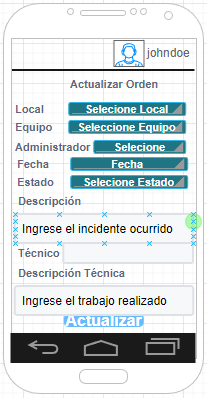 johndoe
Actualizar Orden
Local Selecione Local
Equipo Seleccione Equipo
Administrador Selecione
Fecha Fecha
Estado Selecione Estado
Descripción
Ingrese el incidente ocurrido
Técnico
Descripción Técnica
Ingrese el trabajo realizado
Actualizar